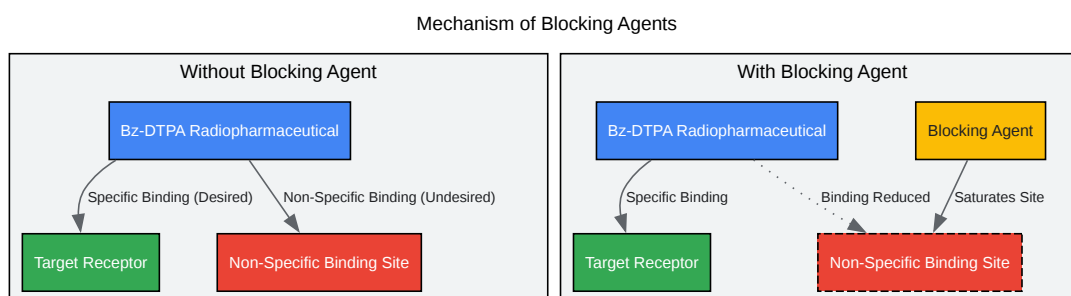 Mechanism of Blocking Agents
Without Blocking Agent
Bz-DTPA Radiopharmaceutical
Specific Binding (Desired)
Non-Specific Binding (Undesired)
Target Receptor
Non-Specific Binding Site
With Blocking Agent
Bz-DTPA Radiopharmaceutical
Blocking Agent
Specific Binding
Binding Reduced
Saturates Site
Target Receptor
Non-Specific Binding Site